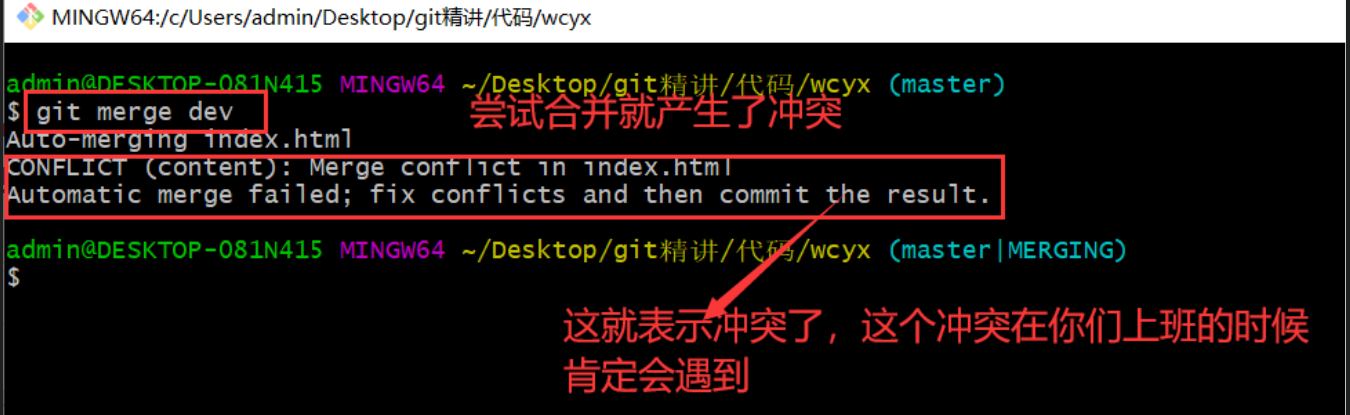 MINGW64:/c/Users/admin/Desktop/git精讲/代码/wcyx
admin@DESKTOP-081N415 MINGW64 ~/Desktop/git精讲/代码/wcyx (master)
$ git merge dev
尝试合并就产生了冲突
Auto-merging index.html
CONFLICT (content): Merge conflict in index.html
Automatic merge failed; fix conflicts and then commit the result.
admin@DESKTOP-081N415 MINGW64 ~/Desktop/git精讲/代码/wcyx (master|MERGING)
$
这就表示冲突了，这个冲突在你们上班的时候
肯定会遇到